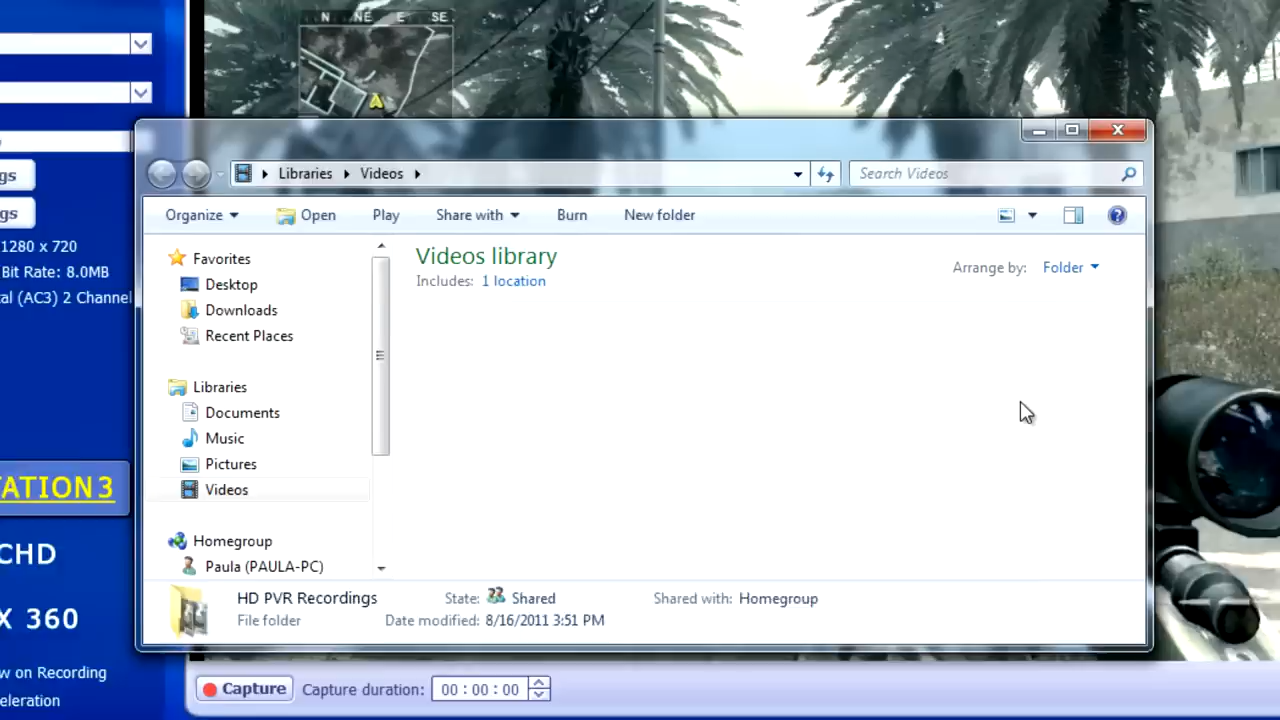 N NE E SE
Libraries Videos
Search Videos
Organize Open Play Share with Burn New folder
Favorites
Desktop
Downloads
Recent Places
Libraries
Documents
Music
Pictures
Videos
Homegroup
Paula (PAULA-PC)
Videos library
Includes: 1 location
Arrange by: Folder
HD PVR Recordings
File folder
State: Shared
Date modified: 8/16/2011 3:51 PM
Shared with: Homegroup
gs
gs
1280 x 720
Bit Rate: 8.0MB
tal (AC3) 2 Channel
TATION3
CHD
X 360
w on Recording
eleration
Capture Capture duration: 00:00:00